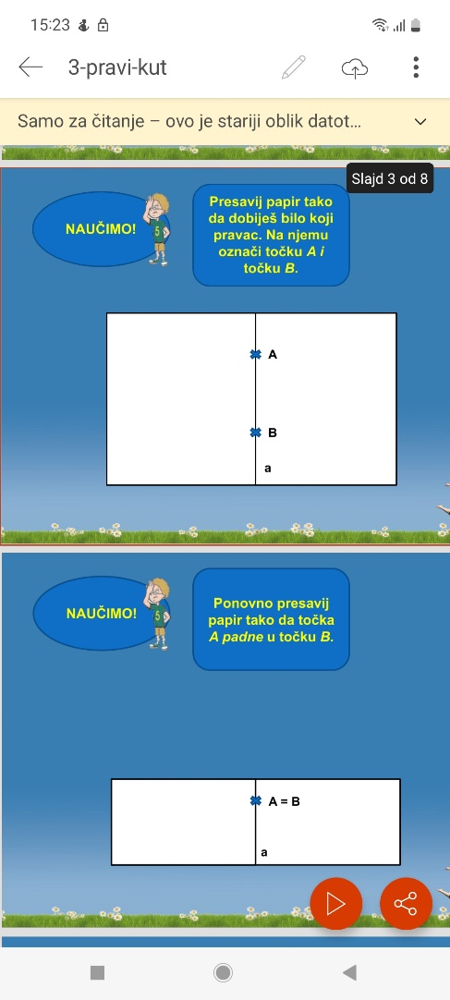 15:23
3-pravi-kut
Samo za čitanje – ovo je stariji oblik datot...
Slajd 3 od 8
NAUČIMO!
5
Presavij papir tako
da dobiješ bilo koji
pravac. Na njemu
označi točku A i
točku B.
A
B
a
NAUČIMO!
5
Ponovno presavij
papir tako da točka
A padne u točku B.
A = B
a